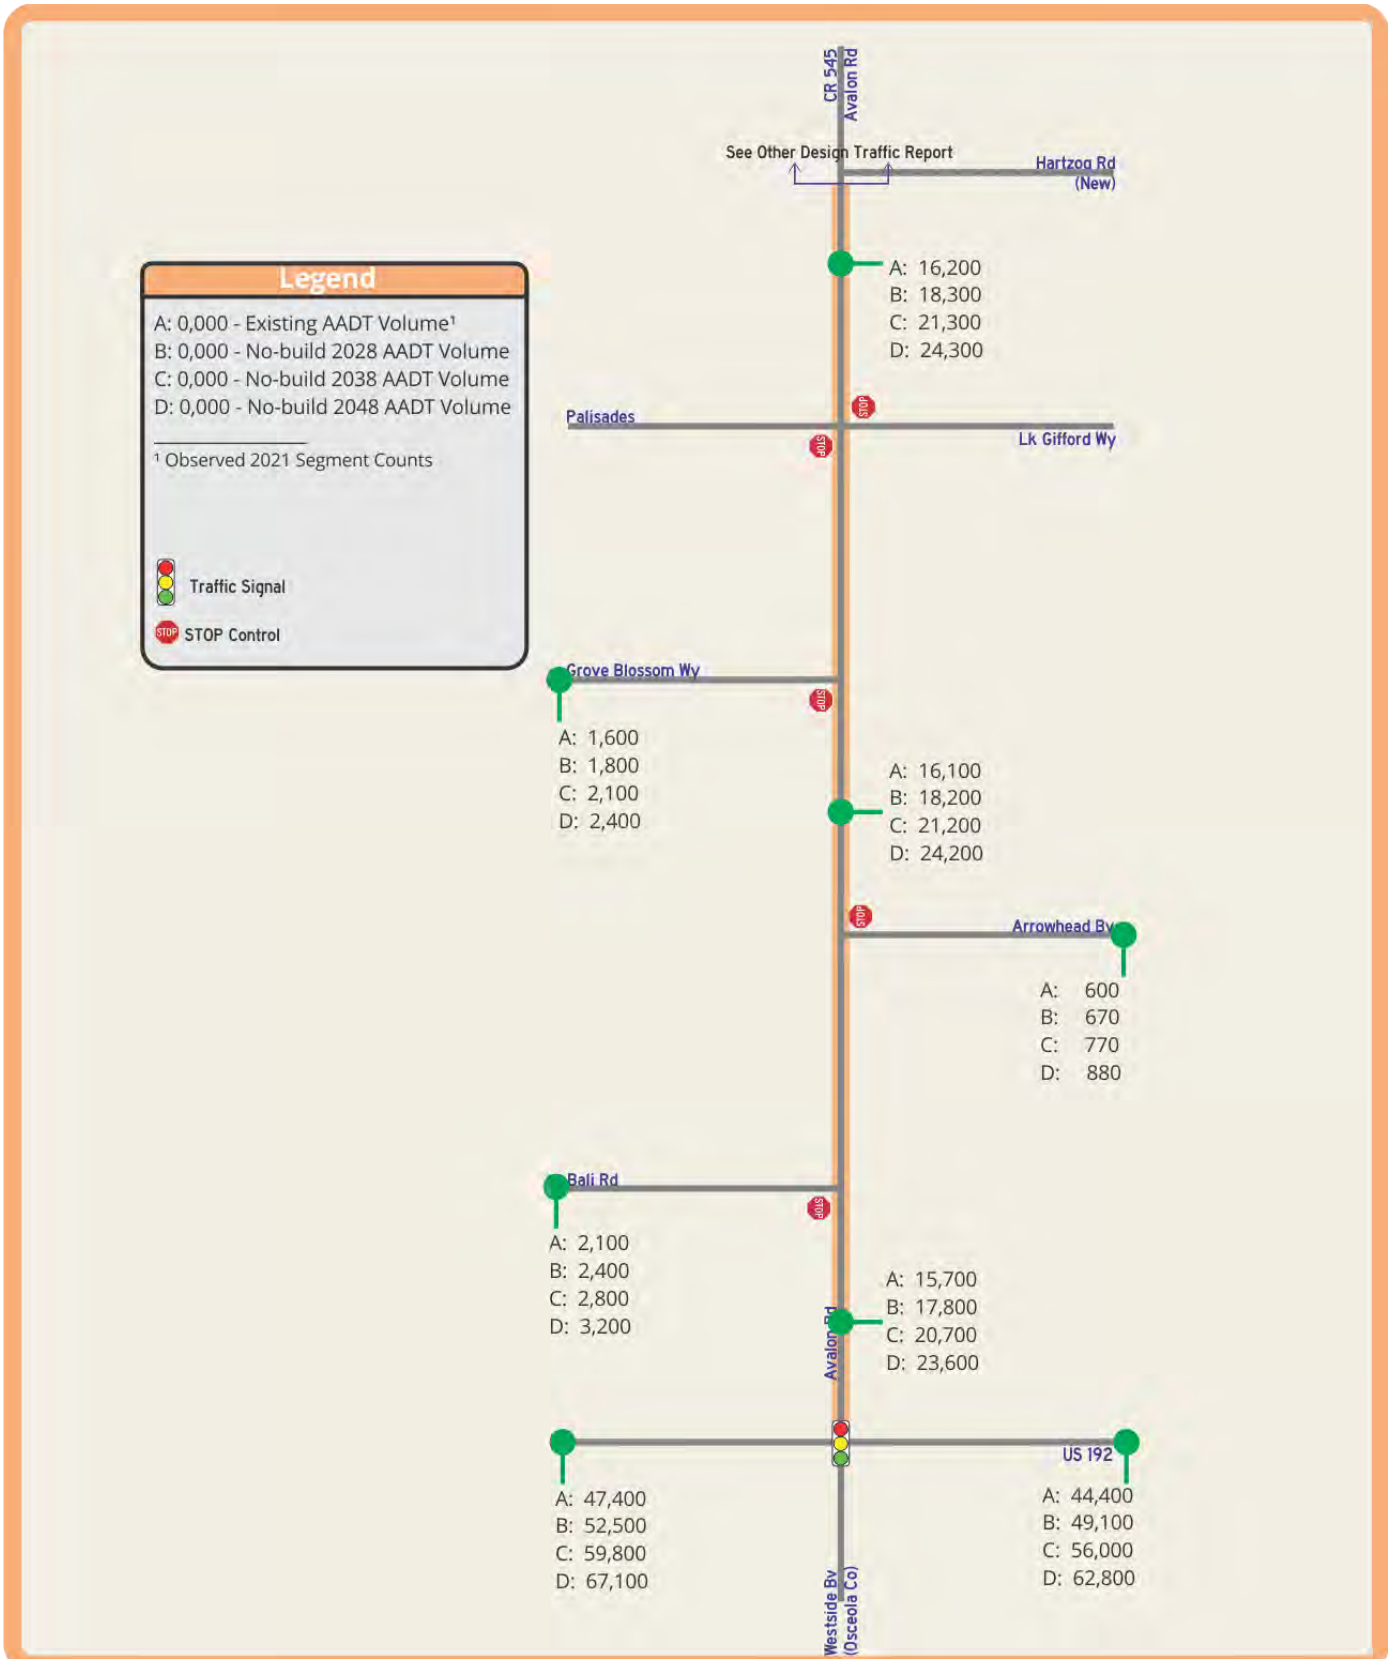 CR 545
Avalon Rd
See Other Design Traffic Report
Hartzog Rd
(New)
A: 16,200
B: 18,300
C: 21,300
D: 24,300
Legend
A: 0,000 - Existing AADT Volume¹
B: 0,000 - No-build 2028 AADT Volume
C: 0,000 - No-build 2038 AADT Volume
D: 0,000 - No-build 2048 AADT Volume
¹ Observed 2021 Segment Counts
Traffic Signal
STOP
STOP Control
Palisades
STOP
STOP
Lk Gifford Wy
Grove Blossom Wy
STOP
A: 1,600
B: 1,800
C: 2,100
D: 2,400
A: 16,100
B: 18,200
C: 21,200
D: 24,200
STOP
Arrowhead Bv
A: 600
B: 670
C: 770
D: 880
Bali Rd
STOP
A: 2,100
B: 2,400
C: 2,800
D: 3,200
A: 15,700
B: 17,800
C: 20,700
D: 23,600
Avalon Rd
US 192
A: 47,400
B: 52,500
C: 59,800
D: 67,100
A: 44,400
B: 49,100
C: 56,000
D: 62,800
Westside Bv
(Osceola Co)